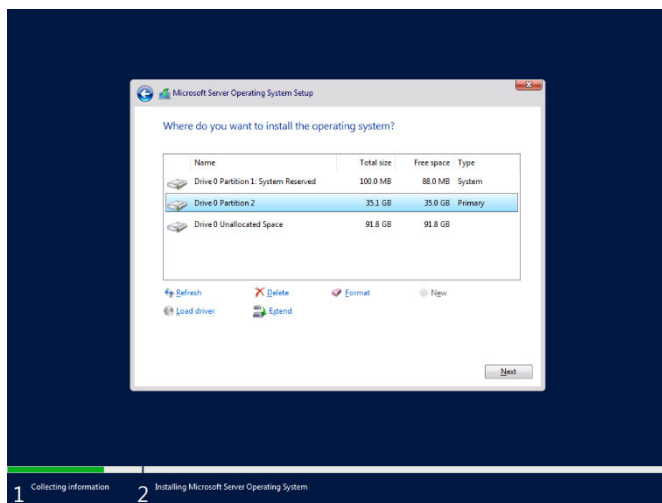 Microsoft Server Operating System Setup
Where do you want to install the operating system?
Name Total size Free space Type
Drive 0 Partition 1: System Reserved 100.0 MB 88.0 MB System
Drive 0 Partition 2 35.1 GB 35.0 GB Primary
Drive 0 Unallocated Space 91.8 GB 91.8 GB
Refresh Delete Format New
Load driver Extend
Next
1 Collecting information 2 Installing Microsoft Server Operating System